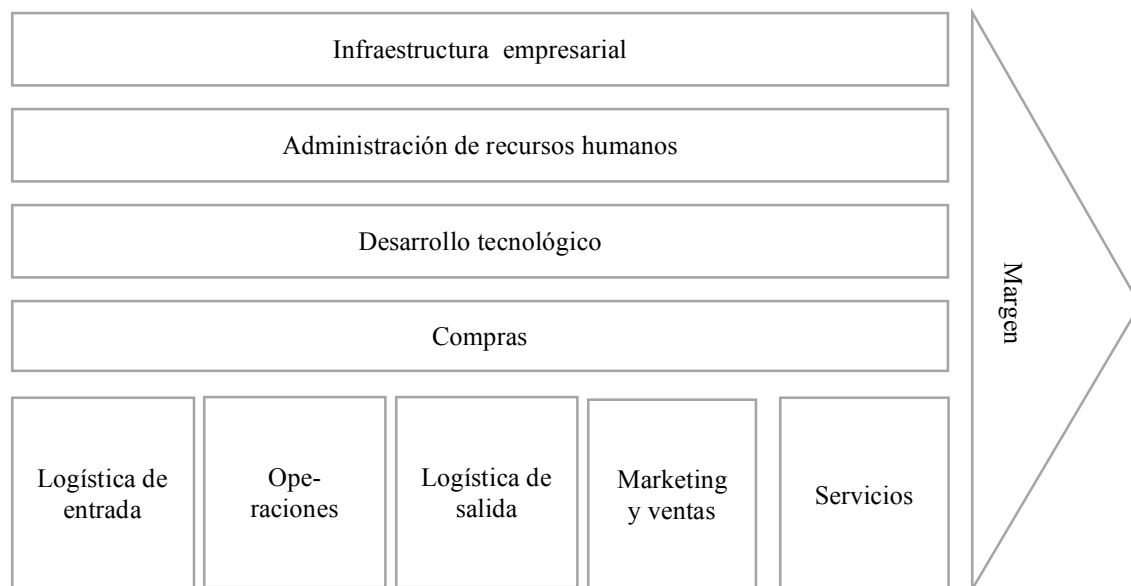 Infraestructura empresarial
Administración de recursos humanos
Desarrollo tecnológico
Compras
Margen
Logística de
entrada
Ope-
raciones
Logística de
salida
Marketing
y ventas
Servicios